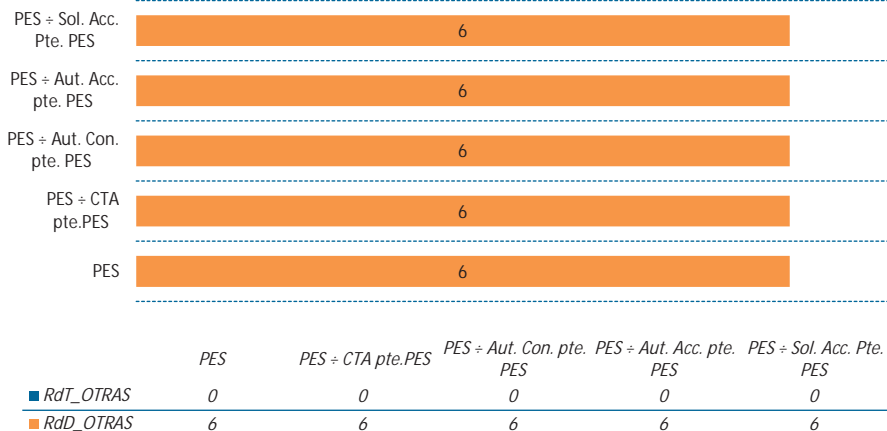 PES ÷ Sol. Acc.
Pte. PES
6
PES ÷ Aut. Acc.
pte. PES
6
PES ÷ Aut. Con.
pte. PES
6
PES ÷ CTA
pte.PES
6
PES
6
PES
PES ÷ CTA pte.PES
PES ÷ Aut. Con. pte.
PES
PES ÷ Aut. Acc. pte.
PES
PES ÷ Sol. Acc. Pte.
PES
RdT_OTRAS 0 0 0 0 0
RdD_OTRAS 6 6 6 6 6